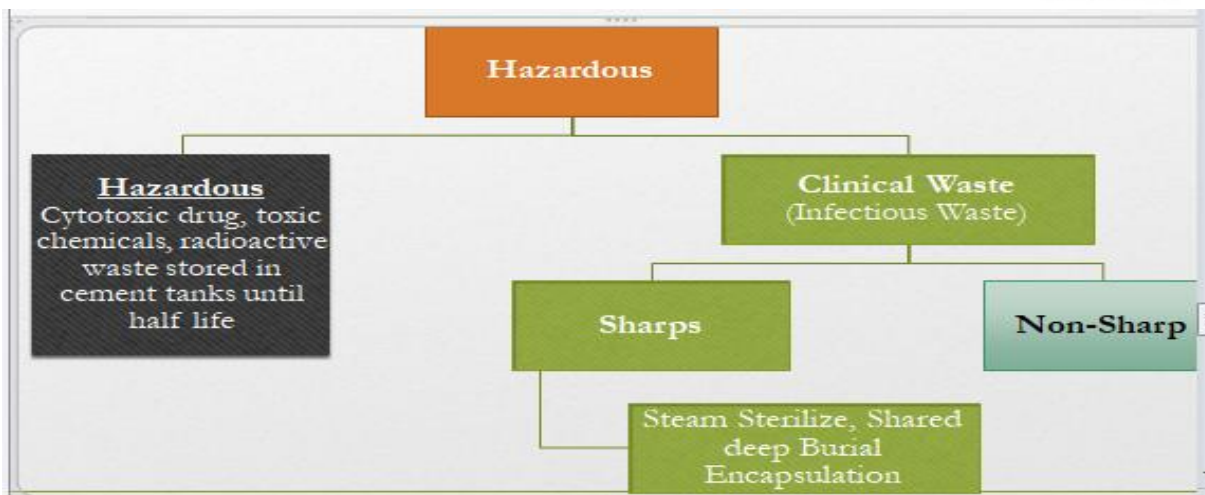 Hazardous
Hazardous
Cytotoxic drug, toxic
chemicals, radioactive
waste stored in
cement tanks until
half life
Clinical Waste
(Infectious Waste)
Sharps
Non-Sharp
Steam Sterilize, Shared
deep Burial
Encapsulation